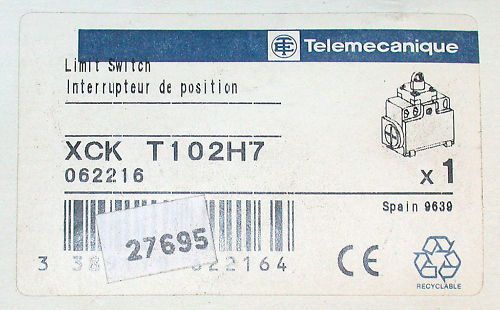 Telemecanique
Limit Switch
Interrupteur de position
XCK T102H7
062216
x 1
Spain 9639
27695
3 38 622164
CE
RECYCLABLE